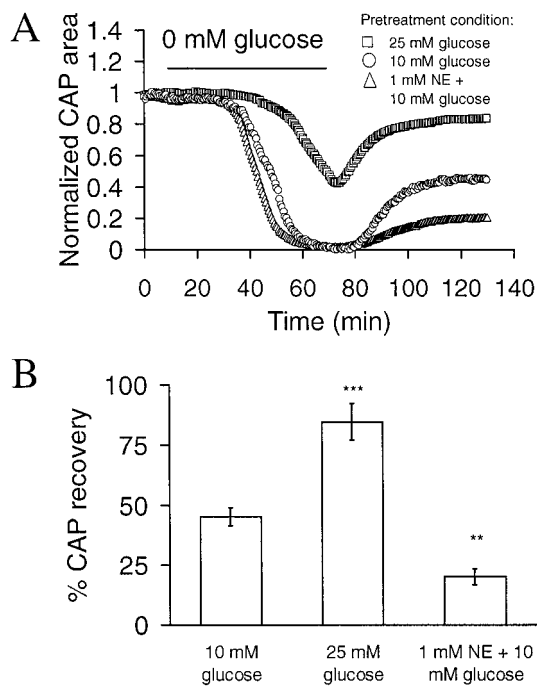 A
Pretreatment condition:
25 mM glucose
10 mM glucose
1 mM NE +
10 mM glucose
0 mM glucose
Normalized CAP area
1.4
1.2
1
0.8
0.6
0.4
0.2
0
0 20 40 60 80 100 120 140
Time (min)
B
% CAP recovery
100
75
50
25
0
***
**
10 mM
glucose
25 mM
glucose
1 mM NE + 10
mM glucose